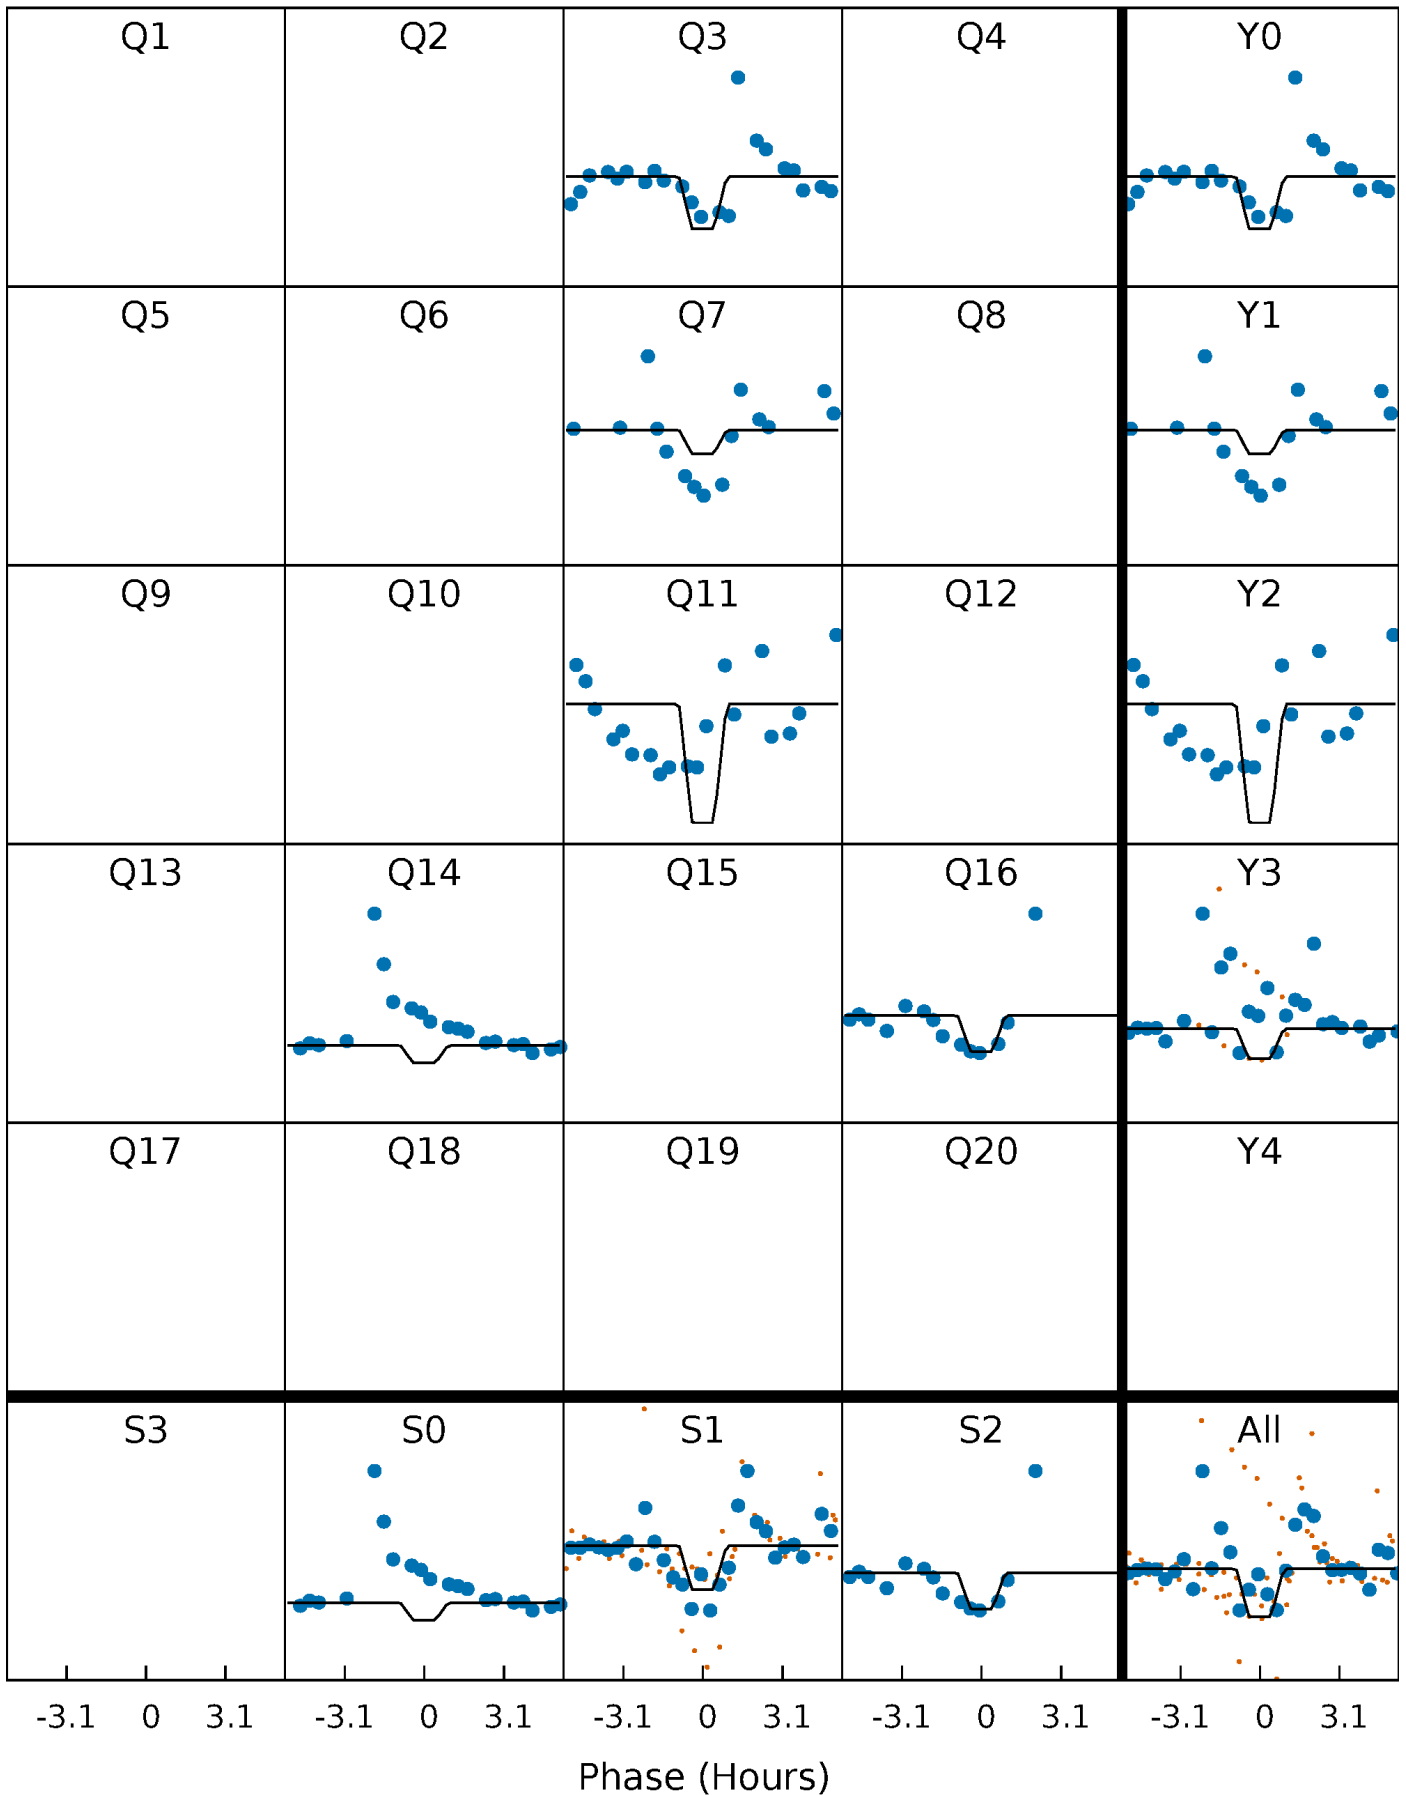 Q1 Q2 Q3 Q4 Y0
Q5 Q6 Q7 Q8 Y1
Q9 Q10 Q11 Q12 Y2
Q13 Q14 Q15 Q16 Y3
Q17 Q18 Q19 Q20 Y4
S3 S0 S1 S2 All
-3.1 0 3.1 -3.1 0 3.1 -3.1 0 3.1 -3.1 0 3.1 -3.1 0 3.1
Phase (Hours)